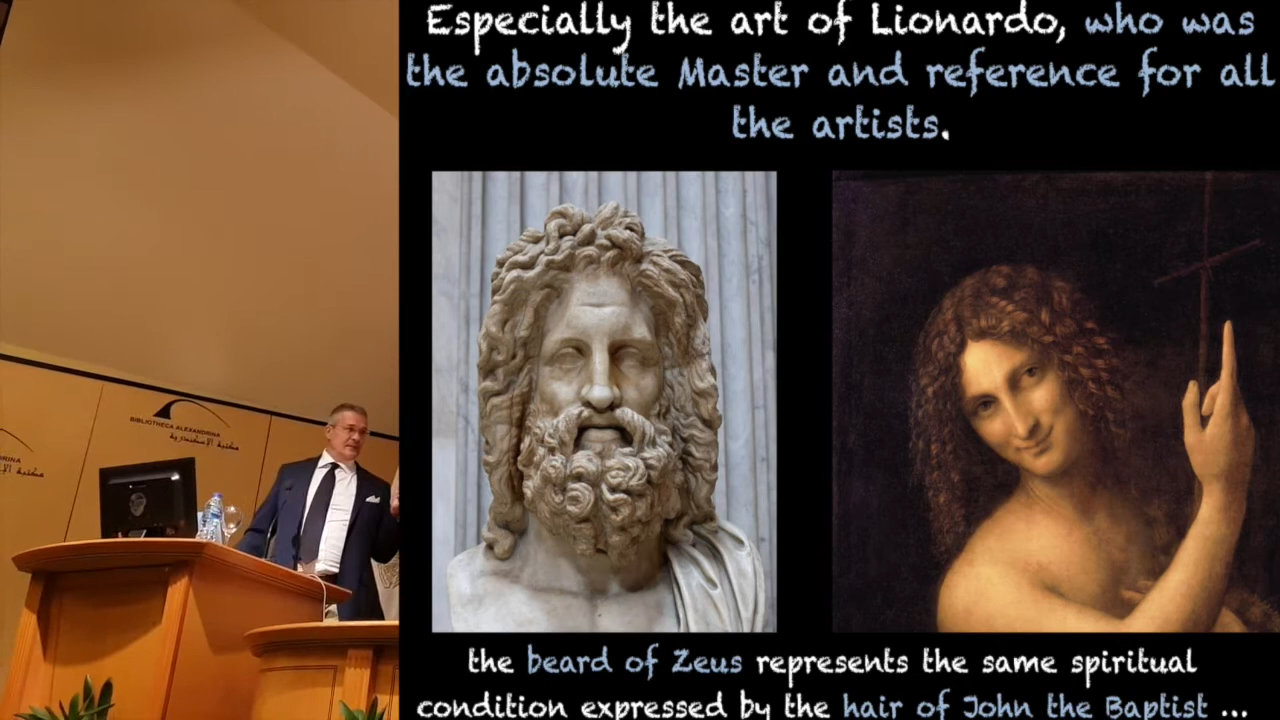 Especially the art of Lionardo, who was
the absolute Master and reference for all
the artists.
BIBLIOTHECA ALEXANDRINA
مكتبة الإسكندرية
the beard of Zeus represents the same spiritual
condition expressed by the hair of John the Baptist ...